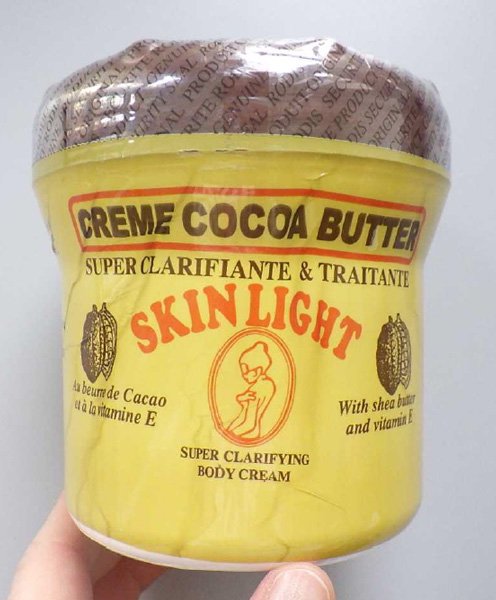 CREME COCOA BUTTER
SUPER CLARIFIANTE & TRAITANTE
SKIN LIGHT
Au beurre de Cacao
et à la vitamine E
With shea butter
and vitamin E
SUPER CLARIFYING
BODY CREAM